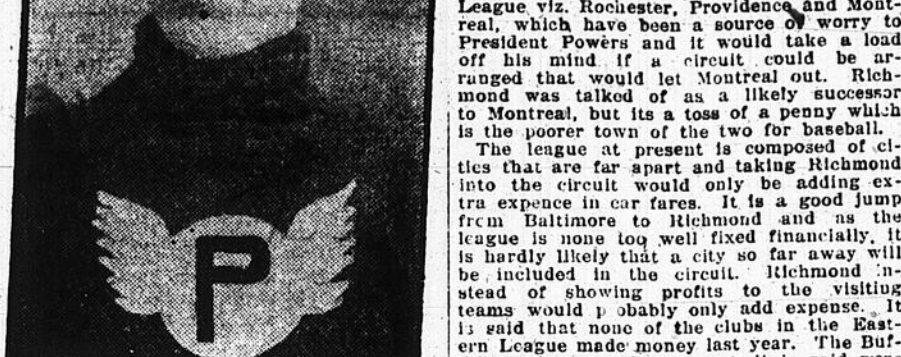 P
League viz. Rochester, Providence and Mont-
real, which have been a source of worry to
President Powers and it would take a load
off his mind if a circuit could be ar-
ranged that would let Montreal out. Rich-
mond was talked of as a likely successor
to Montreal, but its a toss of a penny which
is the poorer town of the two for baseball.
The league at present is composed of ci-
ties that are far apart and taking Richmond
into the circuit would only be adding ex-
tra expence in car fares. It is a good jump
from Baltimore to Richmond and as the
league is none too well fixed financially, it
is hardly likely that a city so far away will
be included in the circuit. Richmond in-
stead of showing profits to the visiting
teams would p obably only add expense. It
is said that none of the clubs in the East-
ern League made money last year. The Buf-